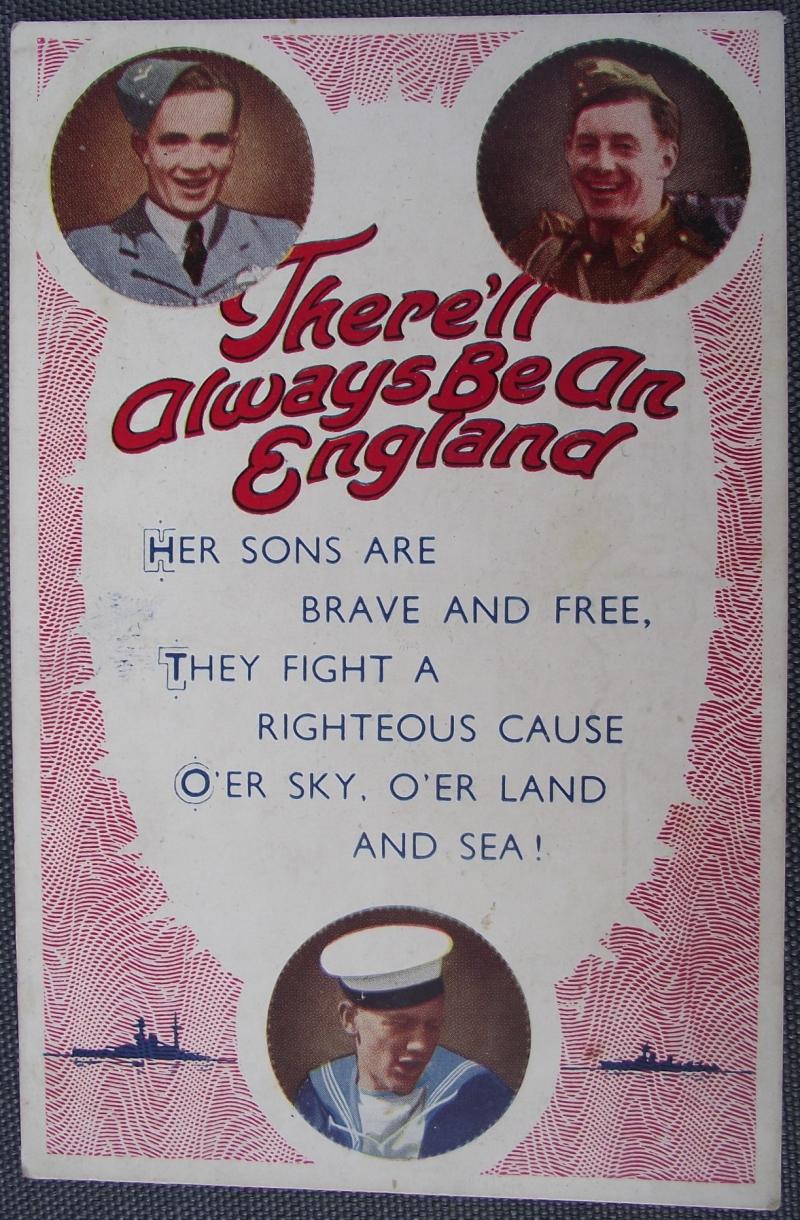 There'll
Always Be An
England
HER SONS ARE
BRAVE AND FREE,
THEY FIGHT A
RIGHTEOUS CAUSE
O'ER SKY, O'ER LAND
AND SEA!